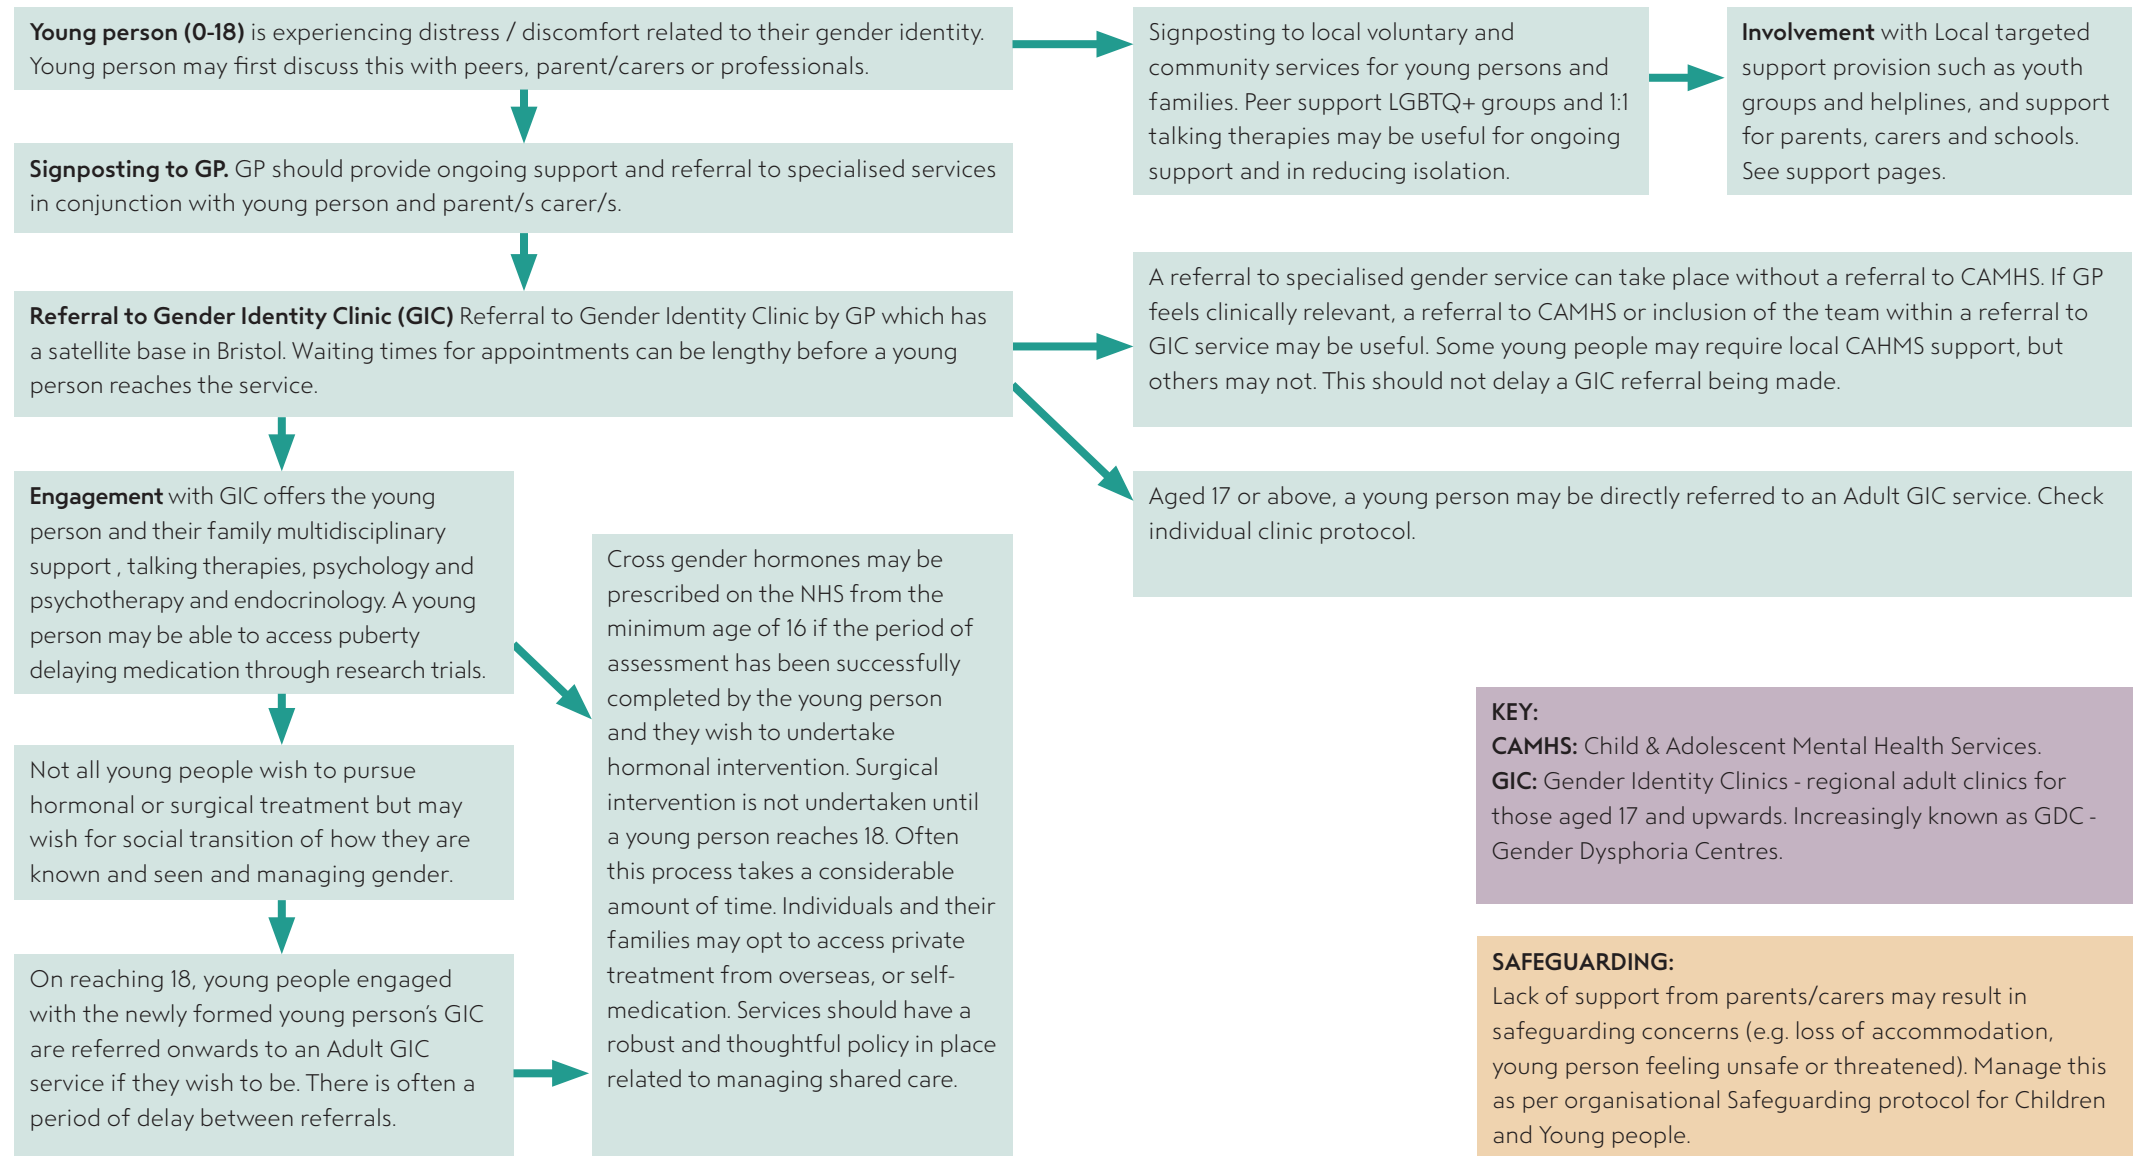 Young person (0-18) is experiencing distress / discomfort related to their gender identity.
Young person may first discuss this with peers, parent/carers or professionals.
Signposting to local voluntary and
community services for young persons and
families. Peer support LGBTQ+ groups and 1:1
talking therapies may be useful for ongoing
support and in reducing isolation.
Involvement with Local targeted
support provision such as youth
groups and helplines, and support
for parents, carers and schools.
See support pages.
Signposting to GP. GP should provide ongoing support and referral to specialised services
in conjunction with young person and parent/s carer/s.
Referral to Gender Identity Clinic (GIC) Referral to Gender Identity Clinic by GP which has
a satellite base in Bristol. Waiting times for appointments can be lengthy before a young
person reaches the service.
A referral to specialised gender service can take place without a referral to CAMHS. If GP
feels clinically relevant, a referral to CAMHS or inclusion of the team within a referral to
GIC service may be useful. Some young people may require local CAHMS support, but
others may not. This should not delay a GIC referral being made.
Aged 17 or above, a young person may be directly referred to an Adult GIC service. Check
individual clinic protocol.
Engagement with GIC offers the young
person and their family multidisciplinary
support , talking therapies, psychology and
psychotherapy and endocrinology. A young
person may be able to access puberty
delaying medication through research trials.
Not all young people wish to pursue
hormonal or surgical treatment but may
wish for social transition of how they are
known and seen and managing gender.
On reaching 18, young people engaged
with the newly formed young person's GIC
are referred onwards to an Adult GIC
service if they wish to be. There is often a
period of delay between referrals.
Cross gender hormones may be
prescribed on the NHS from the
minimum age of 16 if the period of
assessment has been successfully
completed by the young person
and they wish to undertake
hormonal intervention. Surgical
intervention is not undertaken until
a young person reaches 18. Often
this process takes a considerable
amount of time. Individuals and their
families may opt to access private
treatment from overseas, or self-
medication. Services should have a
robust and thoughtful policy in place
related to managing shared care.
KEY:
CAMHS: Child & Adolescent Mental Health Services.
GIC: Gender Identity Clinics - regional adult clinics for
those aged 17 and upwards. Increasingly known as GDC -
Gender Dysphoria Centres.
SAFEGUARDING:
Lack of support from parents/carers may result in
safeguarding concerns (e.g. loss of accommodation,
young person feeling unsafe or threatened). Manage this
as per organisational Safeguarding protocol for Children
and Young people.